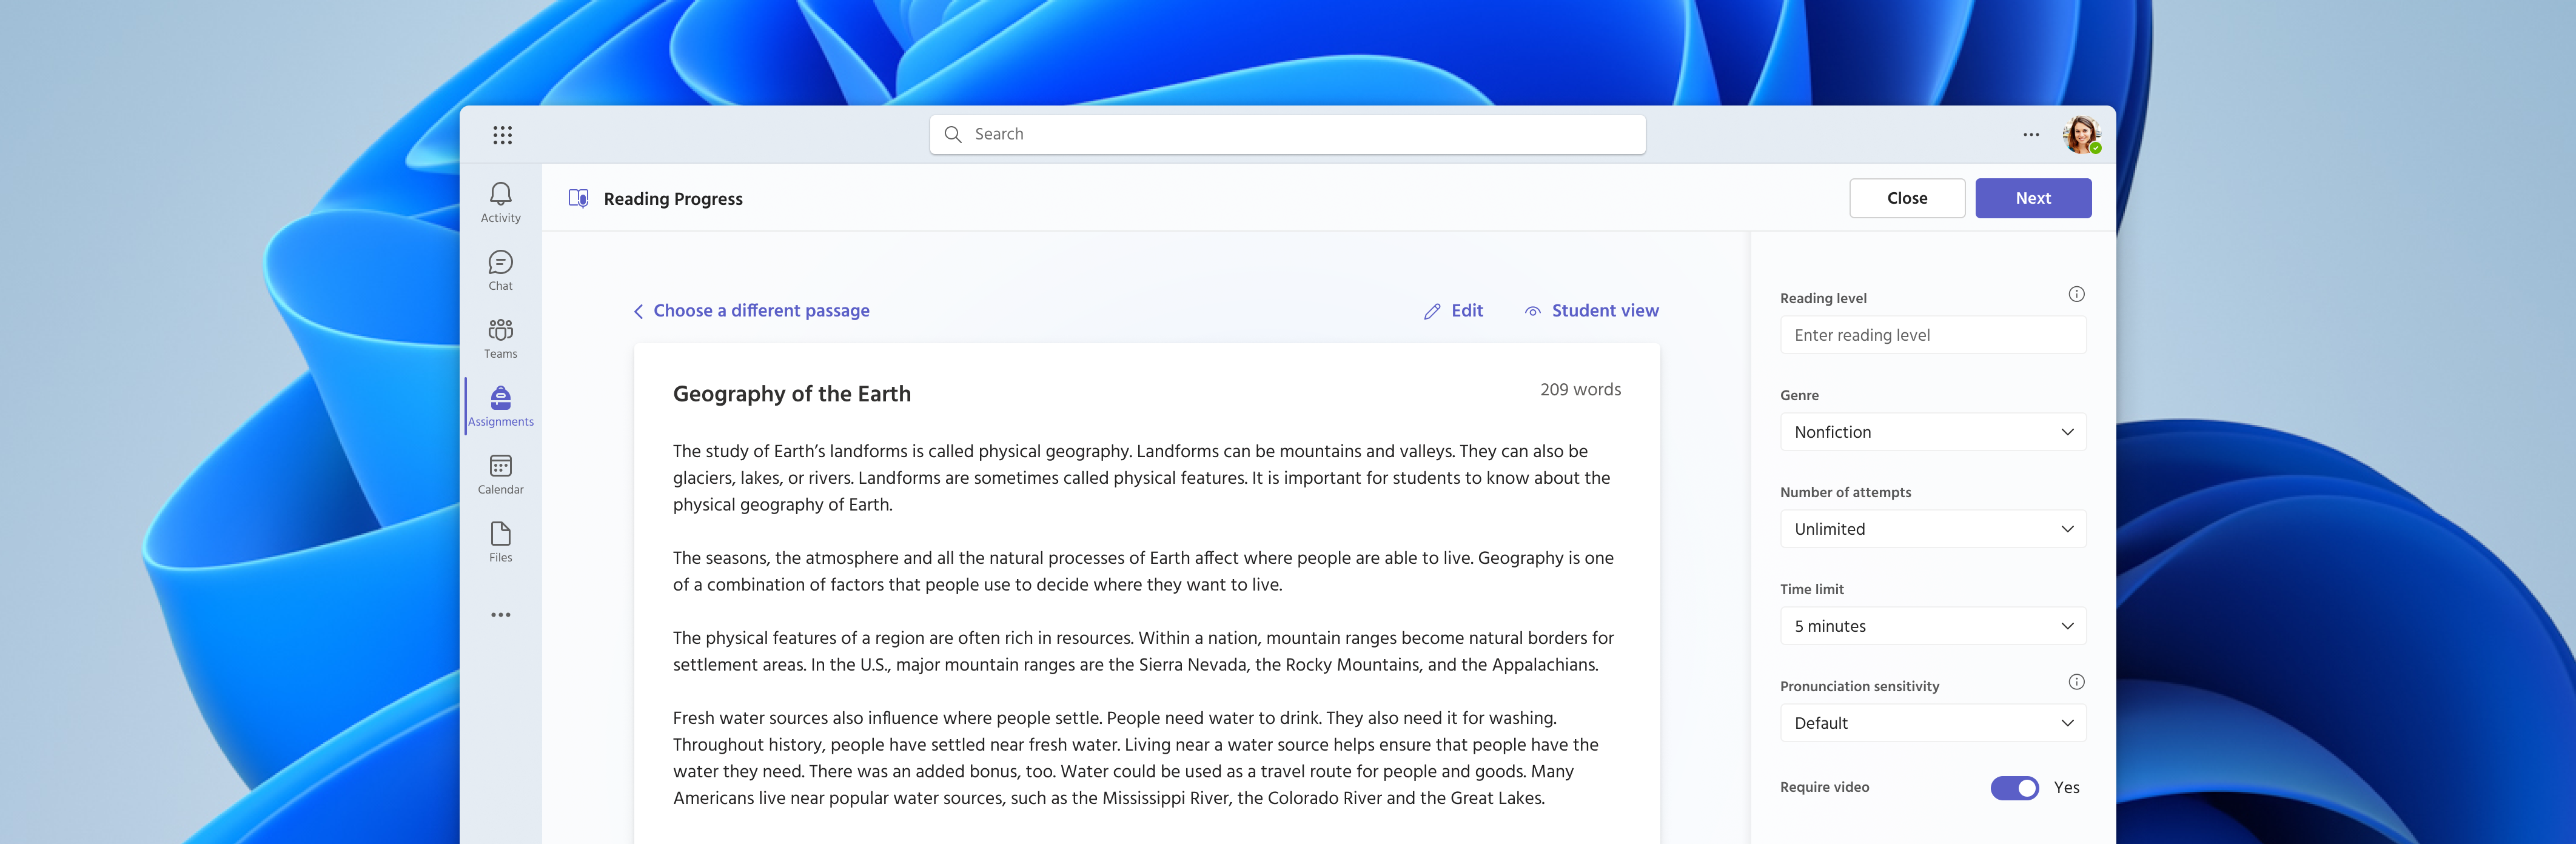 Search
Activity
Chat
Teams
Assignments
Calendar
Files
Reading Progress
Close
Next
Choose a different passage
Edit
Student view
Geography of the Earth
209 words
The study of Earth’s landforms is called physical geography. Landforms can be mountains and valleys. They can also be
glaciers, lakes, or rivers. Landforms are sometimes called physical features. It is important for students to know about the
physical geography of Earth.
The seasons, the atmosphere and all the natural processes of Earth affect where people are able to live. Geography is one
of a combination of factors that people use to decide where they want to live.
The physical features of a region are often rich in resources. Within a nation, mountain ranges become natural borders for
settlement areas. In the U.S., major mountain ranges are the Sierra Nevada, the Rocky Mountains, and the Appalachians.
Fresh water sources also influence where people settle. People need water to drink. They also need it for washing.
Throughout history, people have settled near fresh water. Living near a water source helps ensure that people have the
water they need. There was an added bonus, too. Water could be used as a travel route for people and goods. Many
Americans live near popular water sources, such as the Mississippi River, the Colorado River and the Great Lakes.
Reading level
Enter reading level
Genre
Nonfiction
Number of attempts
Unlimited
Time limit
5 minutes
Pronunciation sensitivity
Default
Require video
Yes